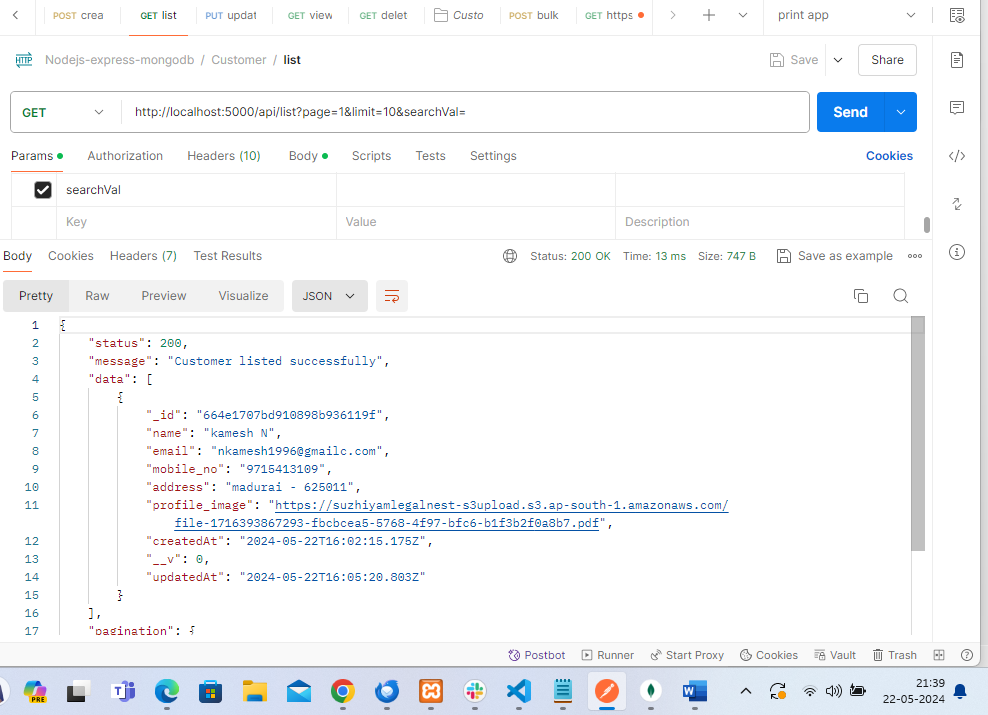 POST crea GET list PUT updat GET view GET delet Custo POST bulk GET https print app
HTTP Nodejs-express-mongodb / Customer / list Save Share
GET http://localhost:5000/api/list?page=1&limit=10&searchVal= Send
Params Authorization Headers (10) Body Scripts Tests Settings Cookies
searchVal
Key Value Description
Body Cookies Headers (7) Test Results Status: 200 OK Time: 13 ms Size: 747 B Save as example
Pretty Raw Preview Visualize JSON
1 {
2 "status": 200,
3 "message": "Customer listed successfully",
4 "data": [
5 {
6 "_id": "664e1707bd910898b936119f",
7 "name": "kamesh N",
8 "email": "nkamesh1996@gmailc.com",
9 "mobile_no": "9715413109",
10 "address": "madurai - 625011",
11 "profile_image": "https://suzhiyamlegalnest-s3upload.s3.ap-south-1.amazonaws.com/
file-1716393867293-fbcbcea5-5768-4f97-bfc6-b1f3b2f0a8b7.pdf",
12 "createdAt": "2024-05-22T16:02:15.175Z",
13 "__v": 0,
14 "updatedAt": "2024-05-22T16:05:20.803Z"
15 }
16 ],
17 "pagination": {
Postbot Runner Start Proxy Cookies Vault Trash
PRE
21:39
22-05-2024